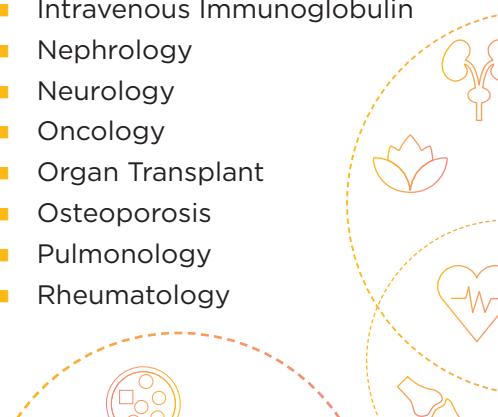 Intravenous Immunoglobulin
Nephrology
Neurology
Oncology
Organ Transplant
Osteoporosis
Pulmonology
Rheumatology